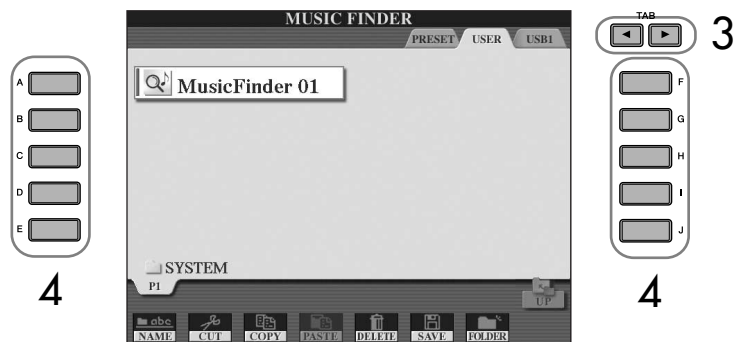 MUSIC FINDER
PRESET USER USB1
TAB
3
A
B
C
D
E
4
MusicFinder 01
SYSTEM
P1
UP
abc
NAME CUT COPY PASTE DELETE SAVE FOLDER
F
G
H
I
J
4